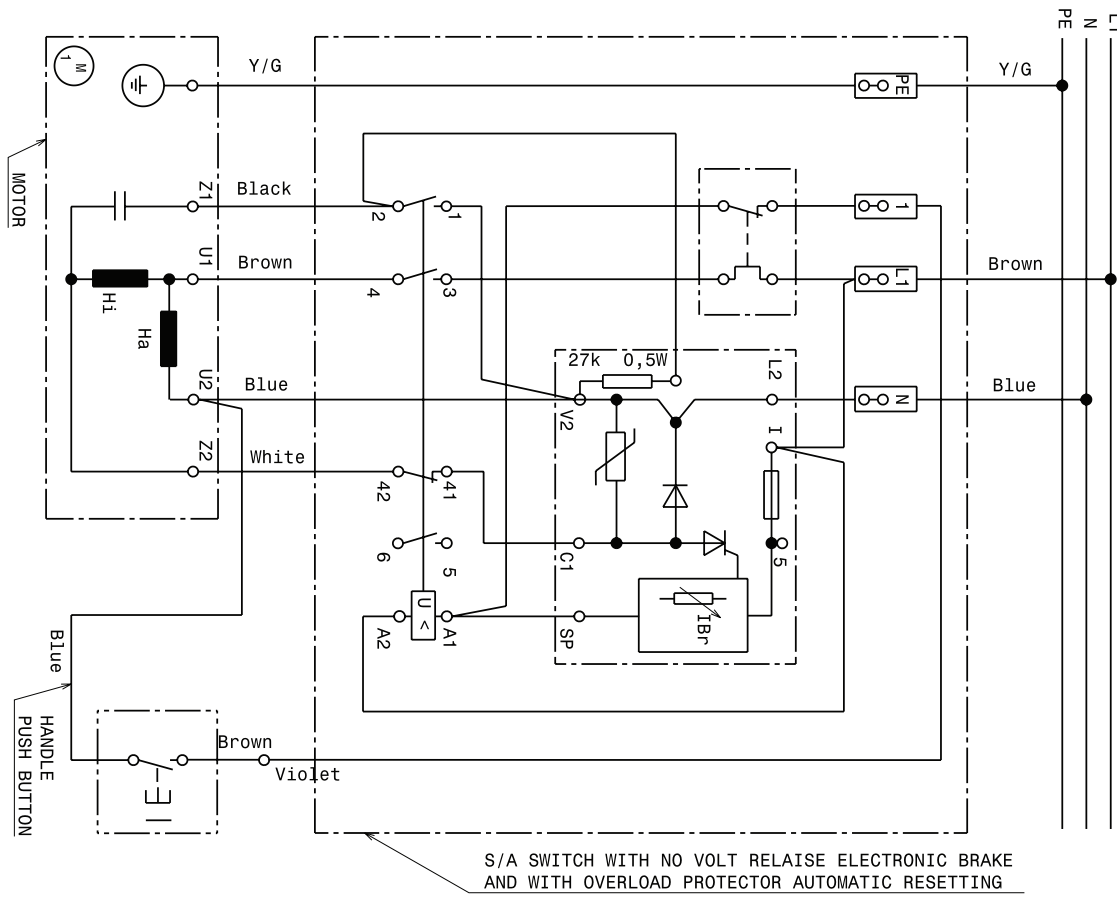 PE
N
L1
Y/G
PE
Y/G
M
1
MOTOR
Z1
Black
2
1
1
U1
Brown
4
3
L1
Brown
Hi
Ha
27k 0,5W
L2
U2
Blue
V2
N
Blue
I
Z2
White
42
41
6
5
C1
5
U <
A2
A1
SP
IBr
Blue
HANDLE
PUSH BUTTON
Brown
Violet
S/A SWITCH WITH NO VOLT RELAISE ELECTRONIC BRAKE
AND WITH OVERLOAD PROTECTOR AUTOMATIC RESETTING